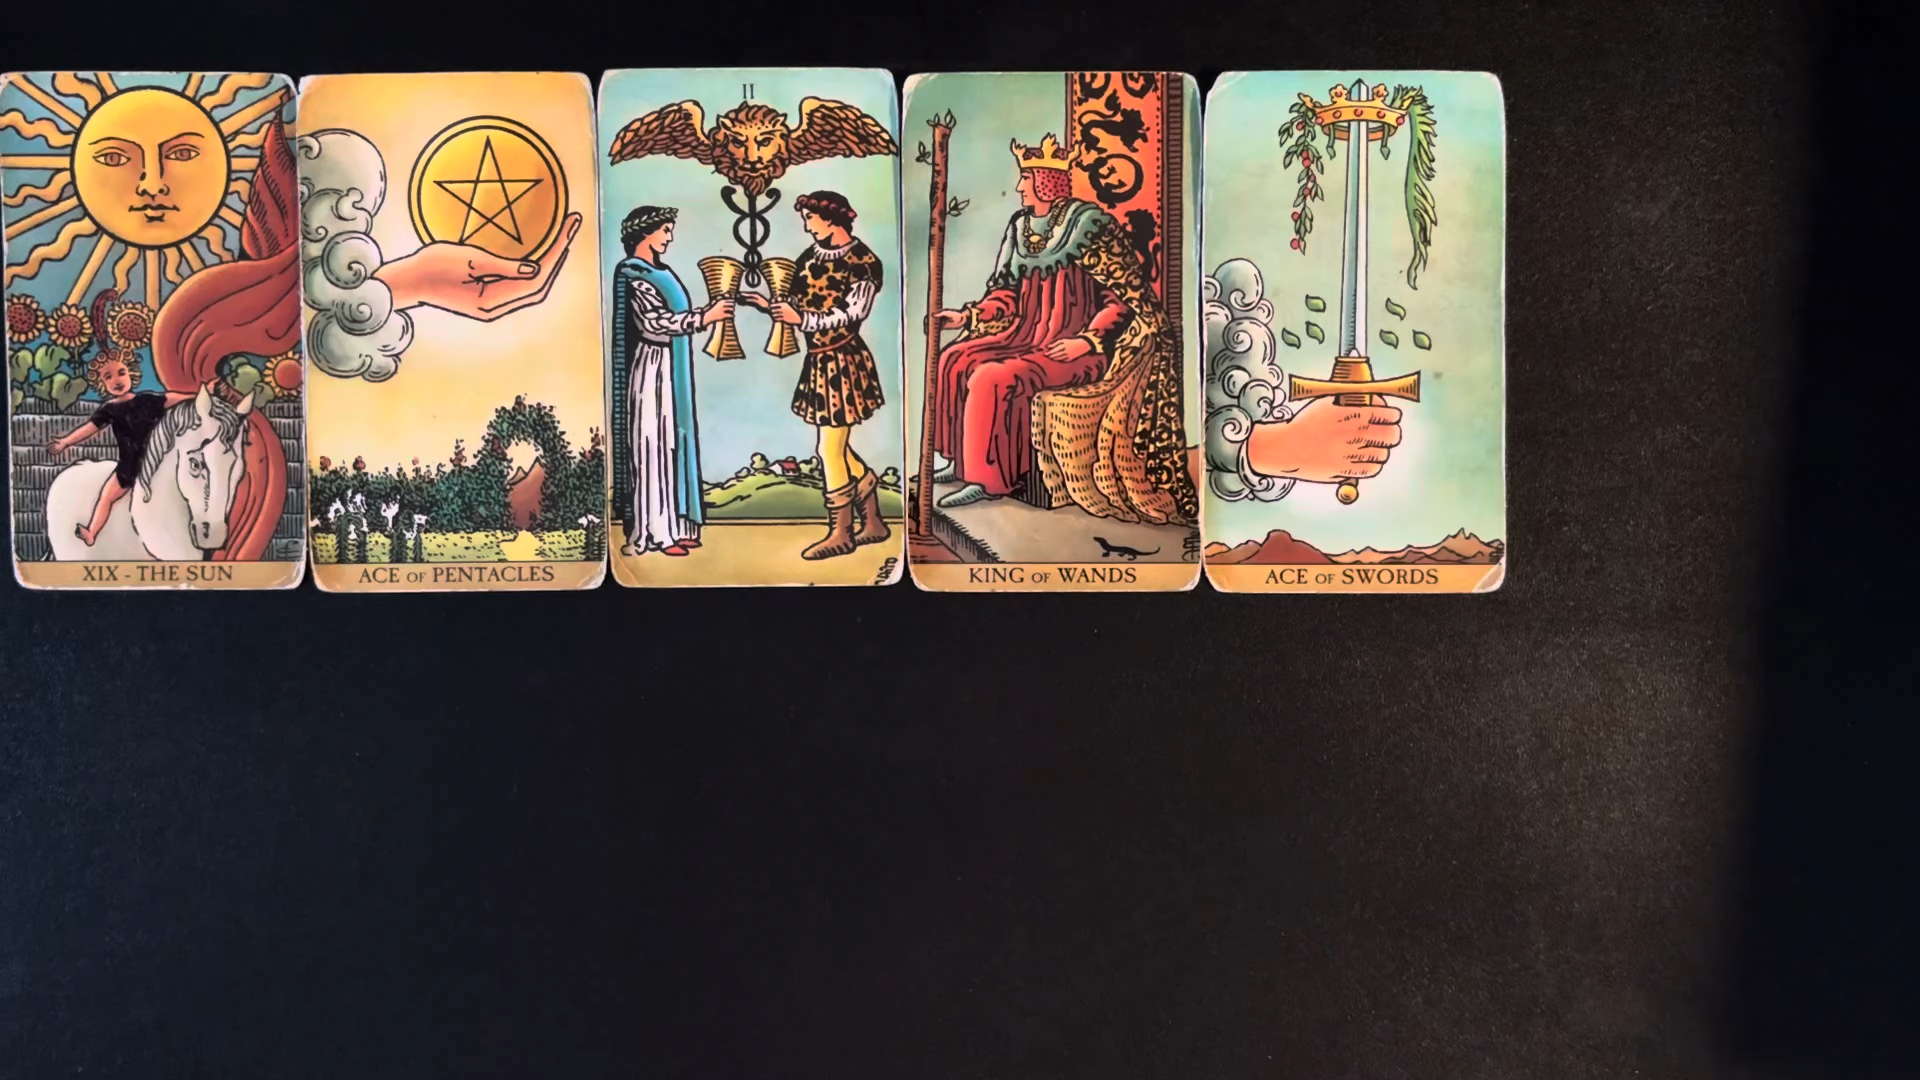 XIX - THE SUN
ACE OF PENTACLES
II
KING OF WANDS
ACE OF SWORDS